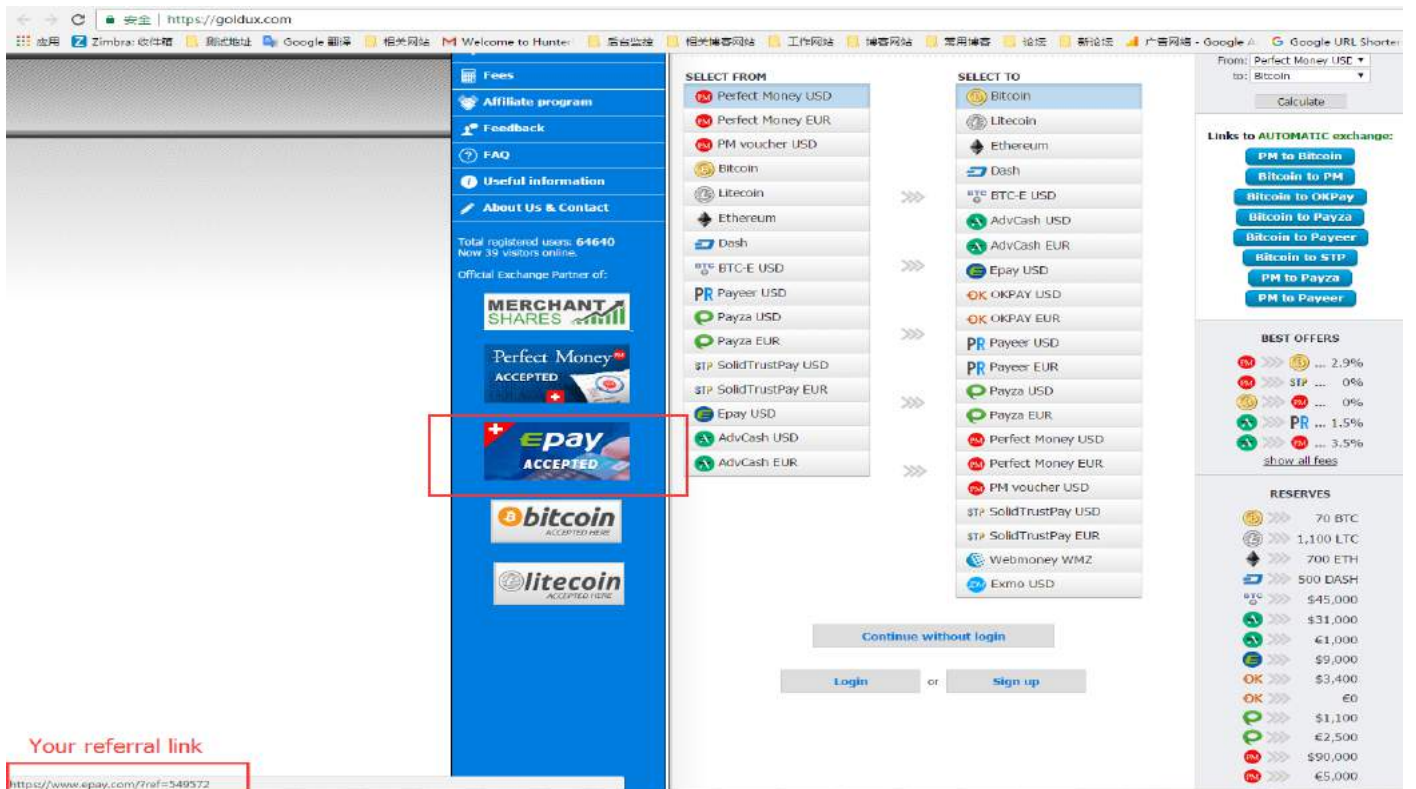 安全 | https://goldux.com
应用
Zimbra: 收件箱
测试地址
Google 翻译
相关网站
Welcome to Hunter
后台监控
相关博客网站
工作网站
博客网站
常用博客
论坛
新论坛
广告网络 - Google A
Google URL Shorter
Fees
Affiliate program
Feedback
FAQ
Useful information
About Us & Contact
Total registered users: 64640
Now 39 visitors online.
Official Exchange Partner of:
MERCHANT
SHARES
Perfect Money PM
ACCEPTED
Epay
ACCEPTED
bitcoin
ACCEPTED HERE
litecoin
ACCEPTED HERE
SELECT FROM
Perfect Money USD
Perfect Money EUR
PM voucher USD
Bitcoin
Litecoin
Ethereum
Dash
BTC-E USD
Payeer USD
Payza USD
Payza EUR
SolidTrustPay USD
SolidTrustPay EUR
Epay USD
AdvCash USD
AdvCash EUR
SELECT TO
Bitcoin
Litecoin
Ethereum
Dash
BTC-E USD
AdvCash USD
AdvCash EUR
Epay USD
OKPAY USD
OKPAY EUR
Payeer USD
Payeer EUR
Payza USD
Payza EUR
Perfect Money USD
Perfect Money EUR
PM voucher USD
SolidTrustPay USD
SolidTrustPay EUR
Webmoney WMZ
Exmo USD
Continue without login
Login or Sign up
From: Perfect Money USD
to: Bitcoin
Calculate
Links to AUTOMATIC exchange:
PM to Bitcoin
Bitcoin to PM
Bitcoin to OKPay
Bitcoin to Payza
Bitcoin to Payeer
Bitcoin to STP
PM to Payza
PM to Payeer
BEST OFFERS
PM ... 2.9%
PM STP ... 0%
PM ... 0%
PR ... 1.5%
PM ... 3.5%
show all fees
RESERVES
70 BTC
1,100 LTC
700 ETH
500 DASH
BTC $45,000
$31,000
€1,000
$9,000
OK $3,400
OK €0
$1,100
€2,500
PM $90,000
PM €5,000
Your referral link
https://www.epay.com/?ref=549572